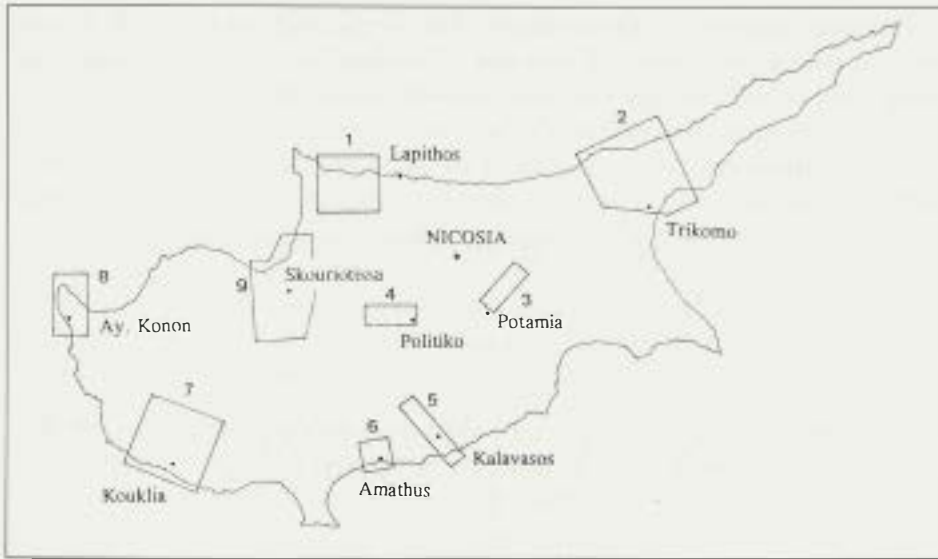 1
2
Lapithos
Trikomo
NICOSIA
Skouriotissa
9
8
Ay. Konon
4
3
Politiko
Potamia
7
5
6
Kalavasos
Amathus
Kouklia